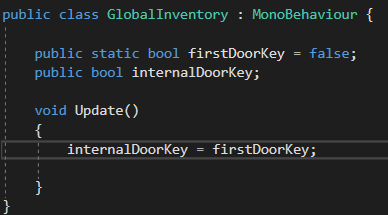 public class GlobalInventory : MonoBehaviour {
public static bool firstDoorKey = false;
public bool internalDoorKey;
void Update()
{
internalDoorKey = firstDoorKey;
}
}